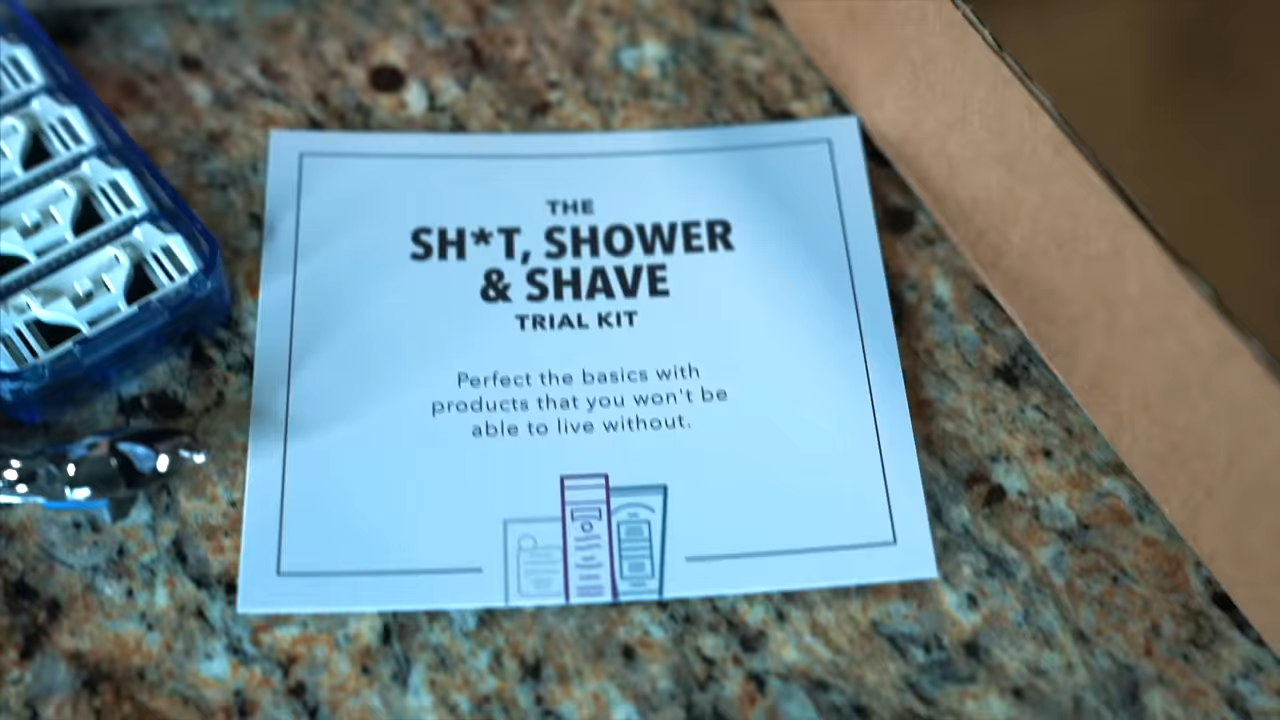 THE
SH*T, SHOWER
& SHAVE
TRIAL KIT
Perfect the basics with
products that you won't be
able to live without.